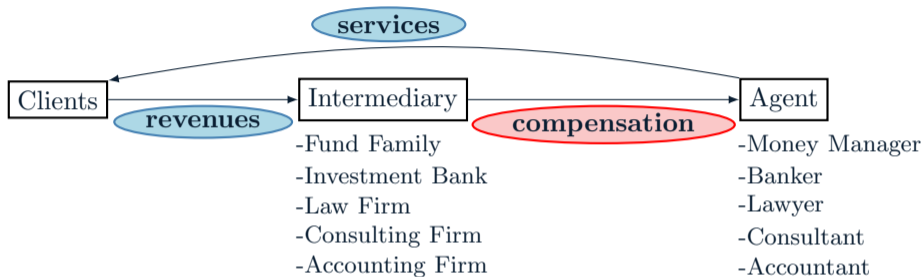 services
Clients
Intermediary
Agent
revenues
compensation
-Fund Family
-Investment Bank
-Law Firm
-Consulting Firm
-Accounting Firm
-Money Manager
-Banker
-Lawyer
-Consultant
-Accountant